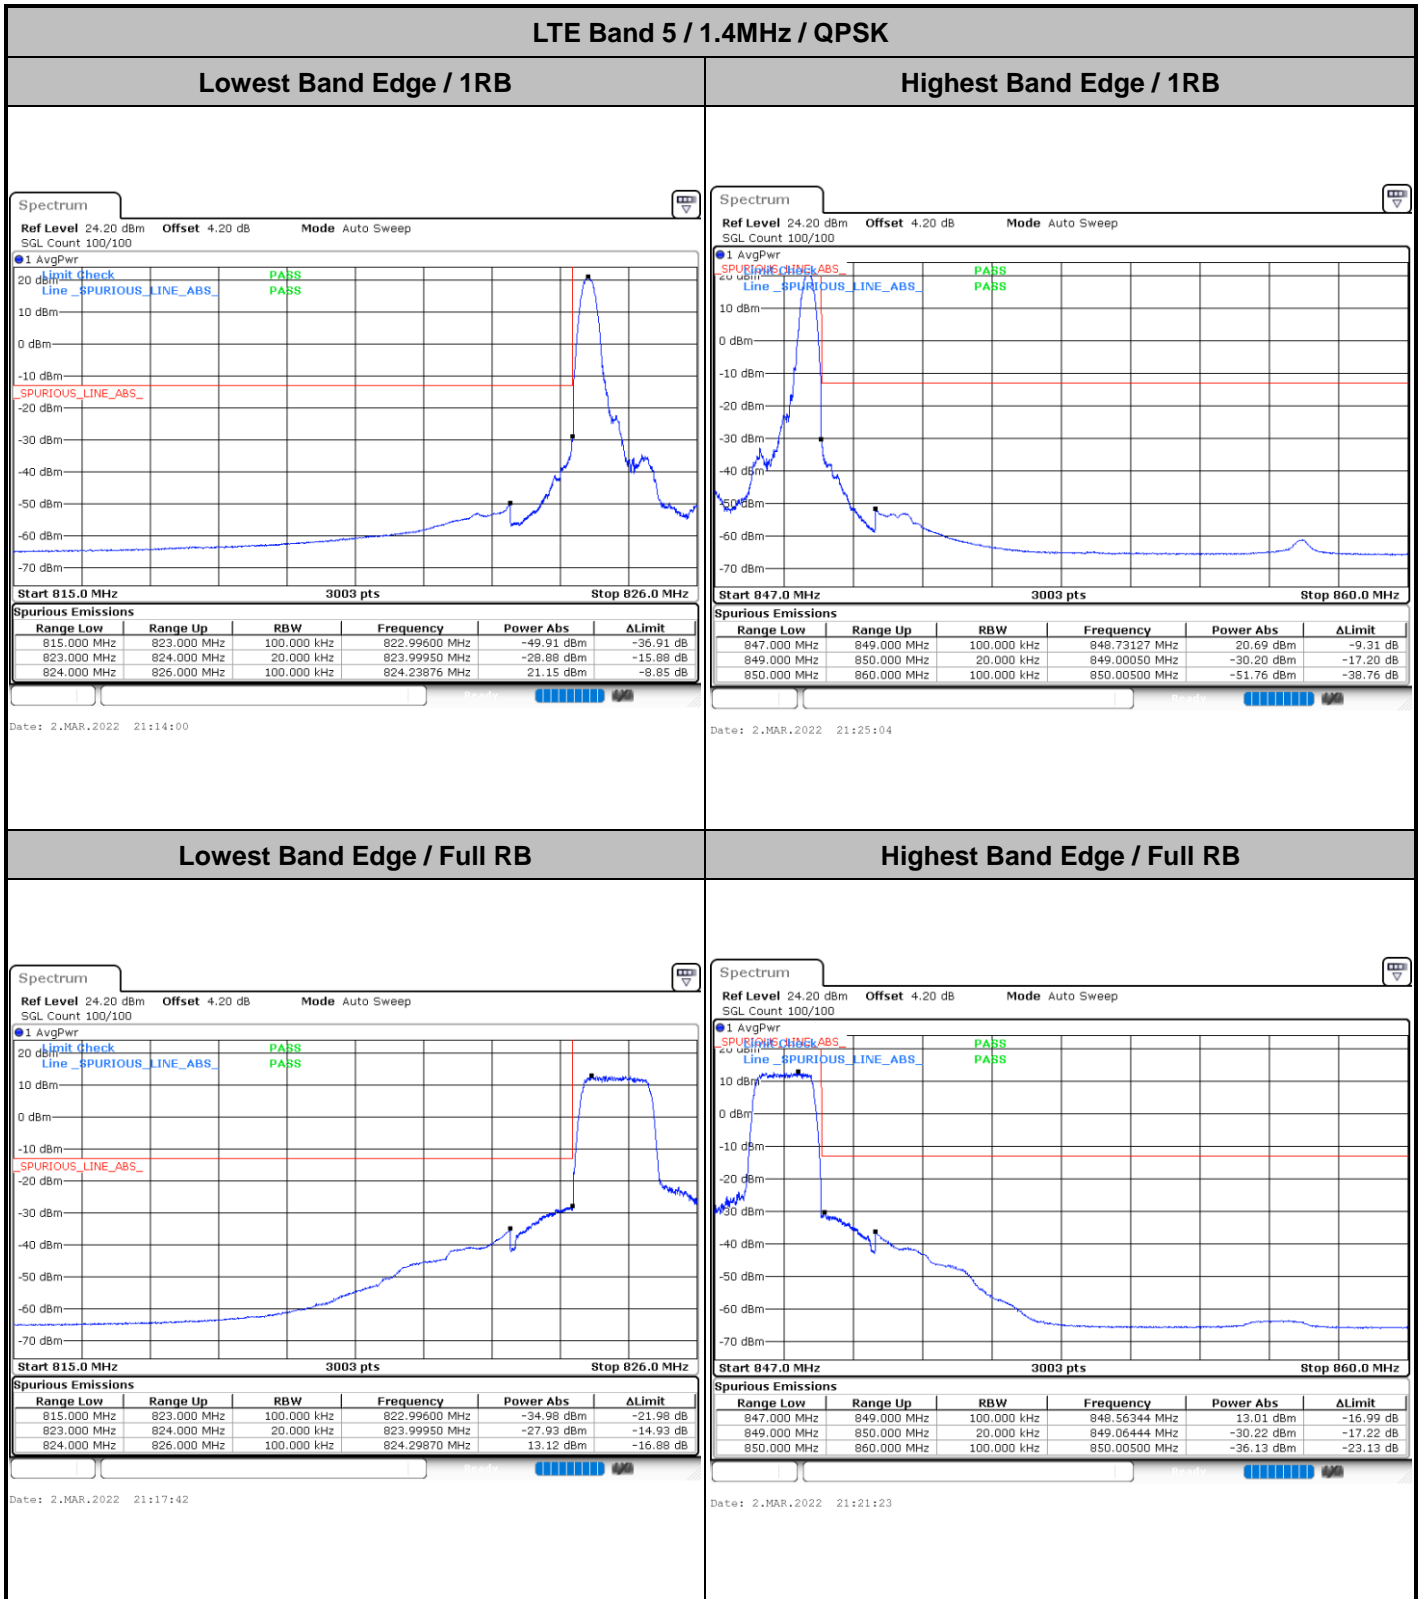 LTE Band 5 / 1.4MHz / QPSK
Lowest Band Edge / 1RB
Highest Band Edge / 1RB
Spectrum
Ref Level 24.20 dBm Offset 4.20 dB Mode Auto Sweep
SGL Count 100/100
1 AvgPwr
Limit Check PASS
20 dBm
Line _SPURIOUS_LINE_ABS_ PASS
10 dBm
0 dBm
-10 dBm
_SPURIOUS_LINE_ABS_
-20 dBm
-30 dBm
-40 dBm
-50 dBm
-60 dBm
-70 dBm
Start 815.0 MHz 3003 pts Stop 826.0 MHz
Spurious Emissions
Range Low Range Up RBW Frequency Power Abs ΔLimit
815.000 MHz 823.000 MHz 100.000 kHz 822.99600 MHz -49.91 dBm -36.91 dB
823.000 MHz 824.000 MHz 20.000 kHz 823.99950 MHz -28.88 dBm -15.88 dB
824.000 MHz 826.000 MHz 100.000 kHz 824.23876 MHz 21.15 dBm -8.85 dB
Date: 2.MAR.2022 21:14:00
Spectrum
Ref Level 24.20 dBm Offset 4.20 dB Mode Auto Sweep
SGL Count 100/100
1 AvgPwr
_SPURIOUS_LINE_ABS_
Limit Check PASS
20 dBm
Line _SPURIOUS_LINE_ABS_ PASS
10 dBm
0 dBm
-10 dBm
-20 dBm
-30 dBm
-40 dBm
-50 dBm
-60 dBm
-70 dBm
Start 847.0 MHz 3003 pts Stop 860.0 MHz
Spurious Emissions
Range Low Range Up RBW Frequency Power Abs ΔLimit
847.000 MHz 849.000 MHz 100.000 kHz 848.73127 MHz 20.69 dBm -9.31 dB
849.000 MHz 850.000 MHz 20.000 kHz 849.00050 MHz -30.20 dBm -17.20 dB
850.000 MHz 860.000 MHz 100.000 kHz 850.00500 MHz -51.76 dBm -38.76 dB
Date: 2.MAR.2022 21:25:04
Lowest Band Edge / Full RB
Highest Band Edge / Full RB
Spectrum
Ref Level 24.20 dBm Offset 4.20 dB Mode Auto Sweep
SGL Count 100/100
1 AvgPwr
Limit Check PASS
20 dBm
Line _SPURIOUS_LINE_ABS_ PASS
10 dBm
0 dBm
-10 dBm
_SPURIOUS_LINE_ABS_
-20 dBm
-30 dBm
-40 dBm
-50 dBm
-60 dBm
-70 dBm
Start 815.0 MHz 3003 pts Stop 826.0 MHz
Spurious Emissions
Range Low Range Up RBW Frequency Power Abs ΔLimit
815.000 MHz 823.000 MHz 100.000 kHz 822.99600 MHz -34.98 dBm -21.98 dB
823.000 MHz 824.000 MHz 20.000 kHz 823.99950 MHz -27.93 dBm -14.93 dB
824.000 MHz 826.000 MHz 100.000 kHz 824.29870 MHz 13.12 dBm -16.88 dB
Date: 2.MAR.2022 21:17:42
Spectrum
Ref Level 24.20 dBm Offset 4.20 dB Mode Auto Sweep
SGL Count 100/100
1 AvgPwr
_SPURIOUS_LINE_ABS_
Limit Check PASS
20 dBm
Line _SPURIOUS_LINE_ABS_ PASS
10 dBm
0 dBm
-10 dBm
-20 dBm
-30 dBm
-40 dBm
-50 dBm
-60 dBm
-70 dBm
Start 847.0 MHz 3003 pts Stop 860.0 MHz
Spurious Emissions
Range Low Range Up RBW Frequency Power Abs ΔLimit
847.000 MHz 849.000 MHz 100.000 kHz 848.56344 MHz 13.01 dBm -16.99 dB
849.000 MHz 850.000 MHz 20.000 kHz 849.06444 MHz -30.22 dBm -17.22 dB
850.000 MHz 860.000 MHz 100.000 kHz 850.00500 MHz -36.13 dBm -23.13 dB
Date: 2.MAR.2022 21:21:23